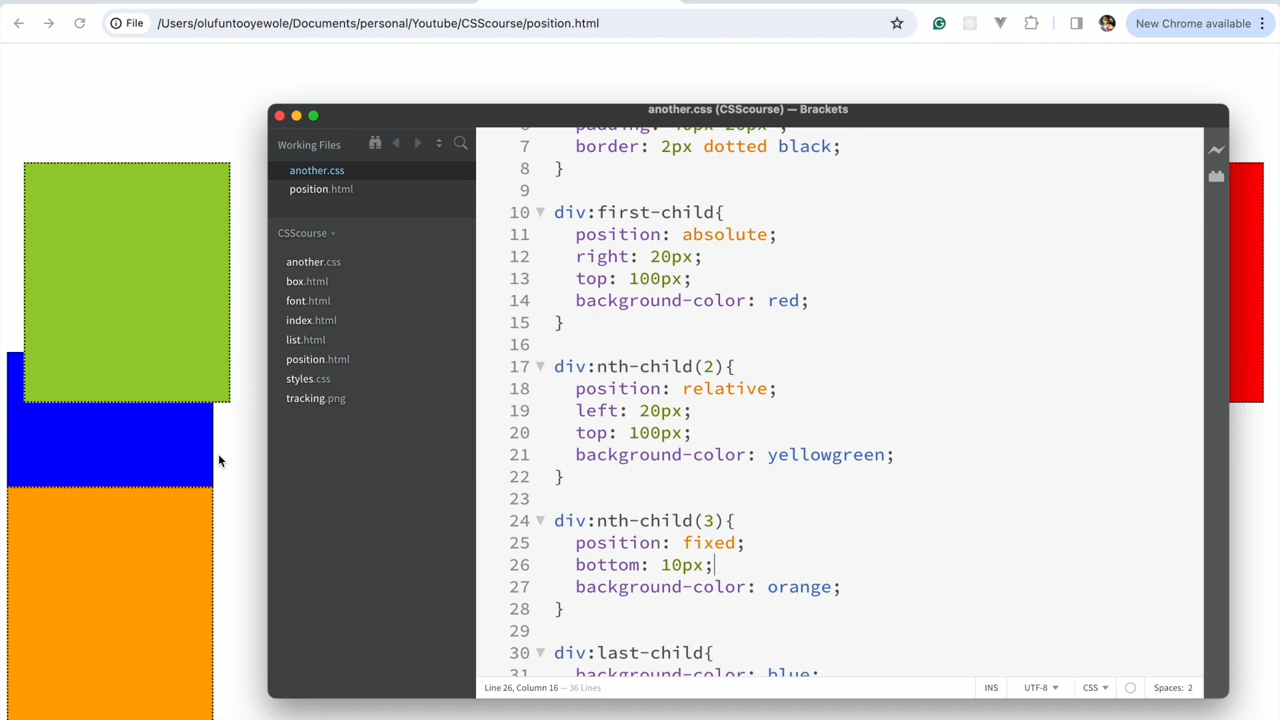 File /Users/olufuntooyewole/Documents/personal/Youtube/CSScourse/position.html New Chrome available
another.css (CSScourse) — Brackets
Working Files
another.css
position.html
CSScourse
another.css
box.html
font.html
index.html
list.html
position.html
styles.css
tracking.png
7 border: 2px dotted black;
8 }
9
10 div:first-child{
11 position: absolute;
12 right: 20px;
13 top: 100px;
14 background-color: red;
15 }
16
17 div:nth-child(2){
18 position: relative;
19 left: 20px;
20 top: 100px;
21 background-color: yellowgreen;
22 }
23
24 div:nth-child(3){
25 position: fixed;
26 bottom: 10px;
27 background-color: orange;
28 }
29
30 div:last-child{
31 background-color: blue;
Line 26, Column 16 — 36 Lines INS UTF-8 CSS Spaces: 2